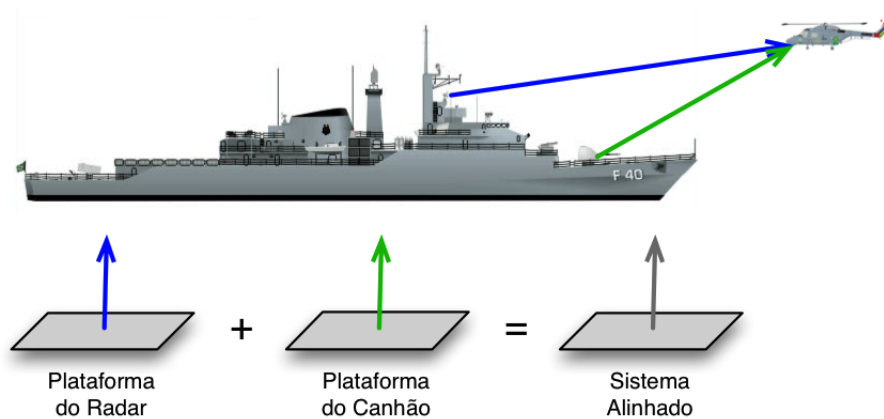 F 40
+
=
Plataforma
do Radar
Plataforma
do Canhão
Sistema
Alinhado